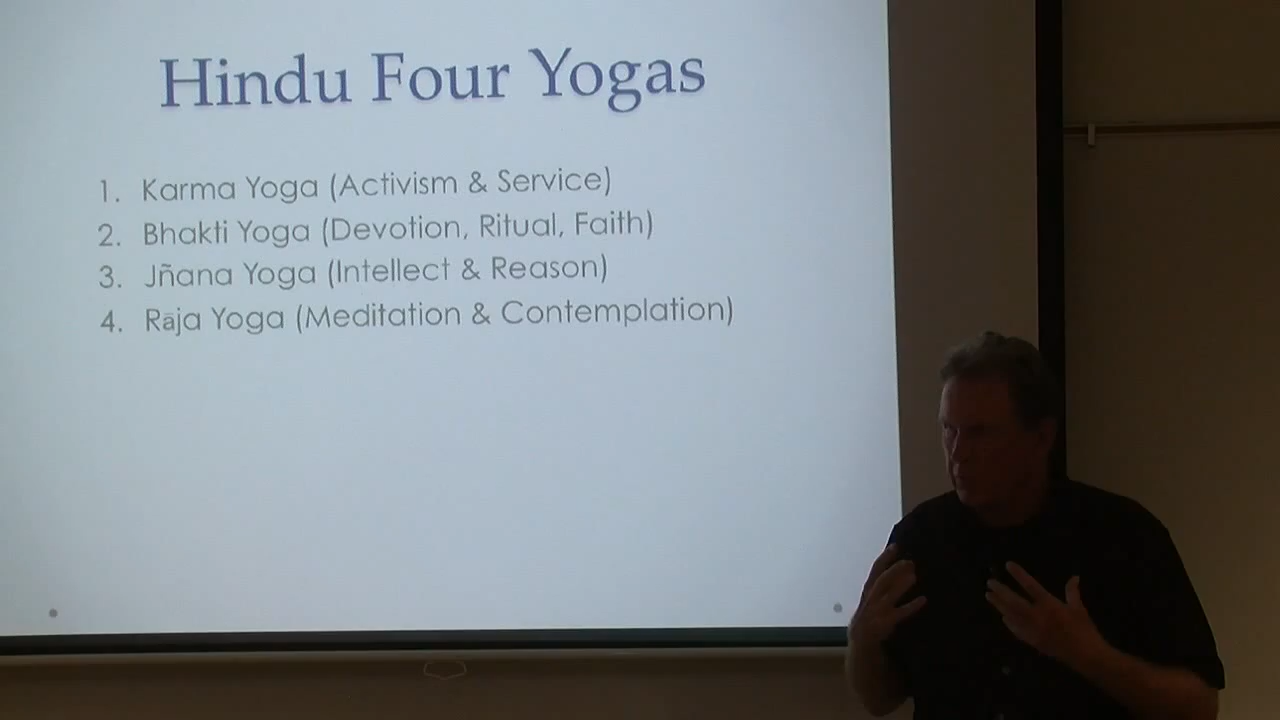 Hindu Four Yogas
1. Karma Yoga (Activism & Service)
2. Bhakti Yoga (Devotion, Ritual, Faith)
3. Jñana Yoga (Intellect & Reason)
4. Rāja Yoga (Meditation & Contemplation)